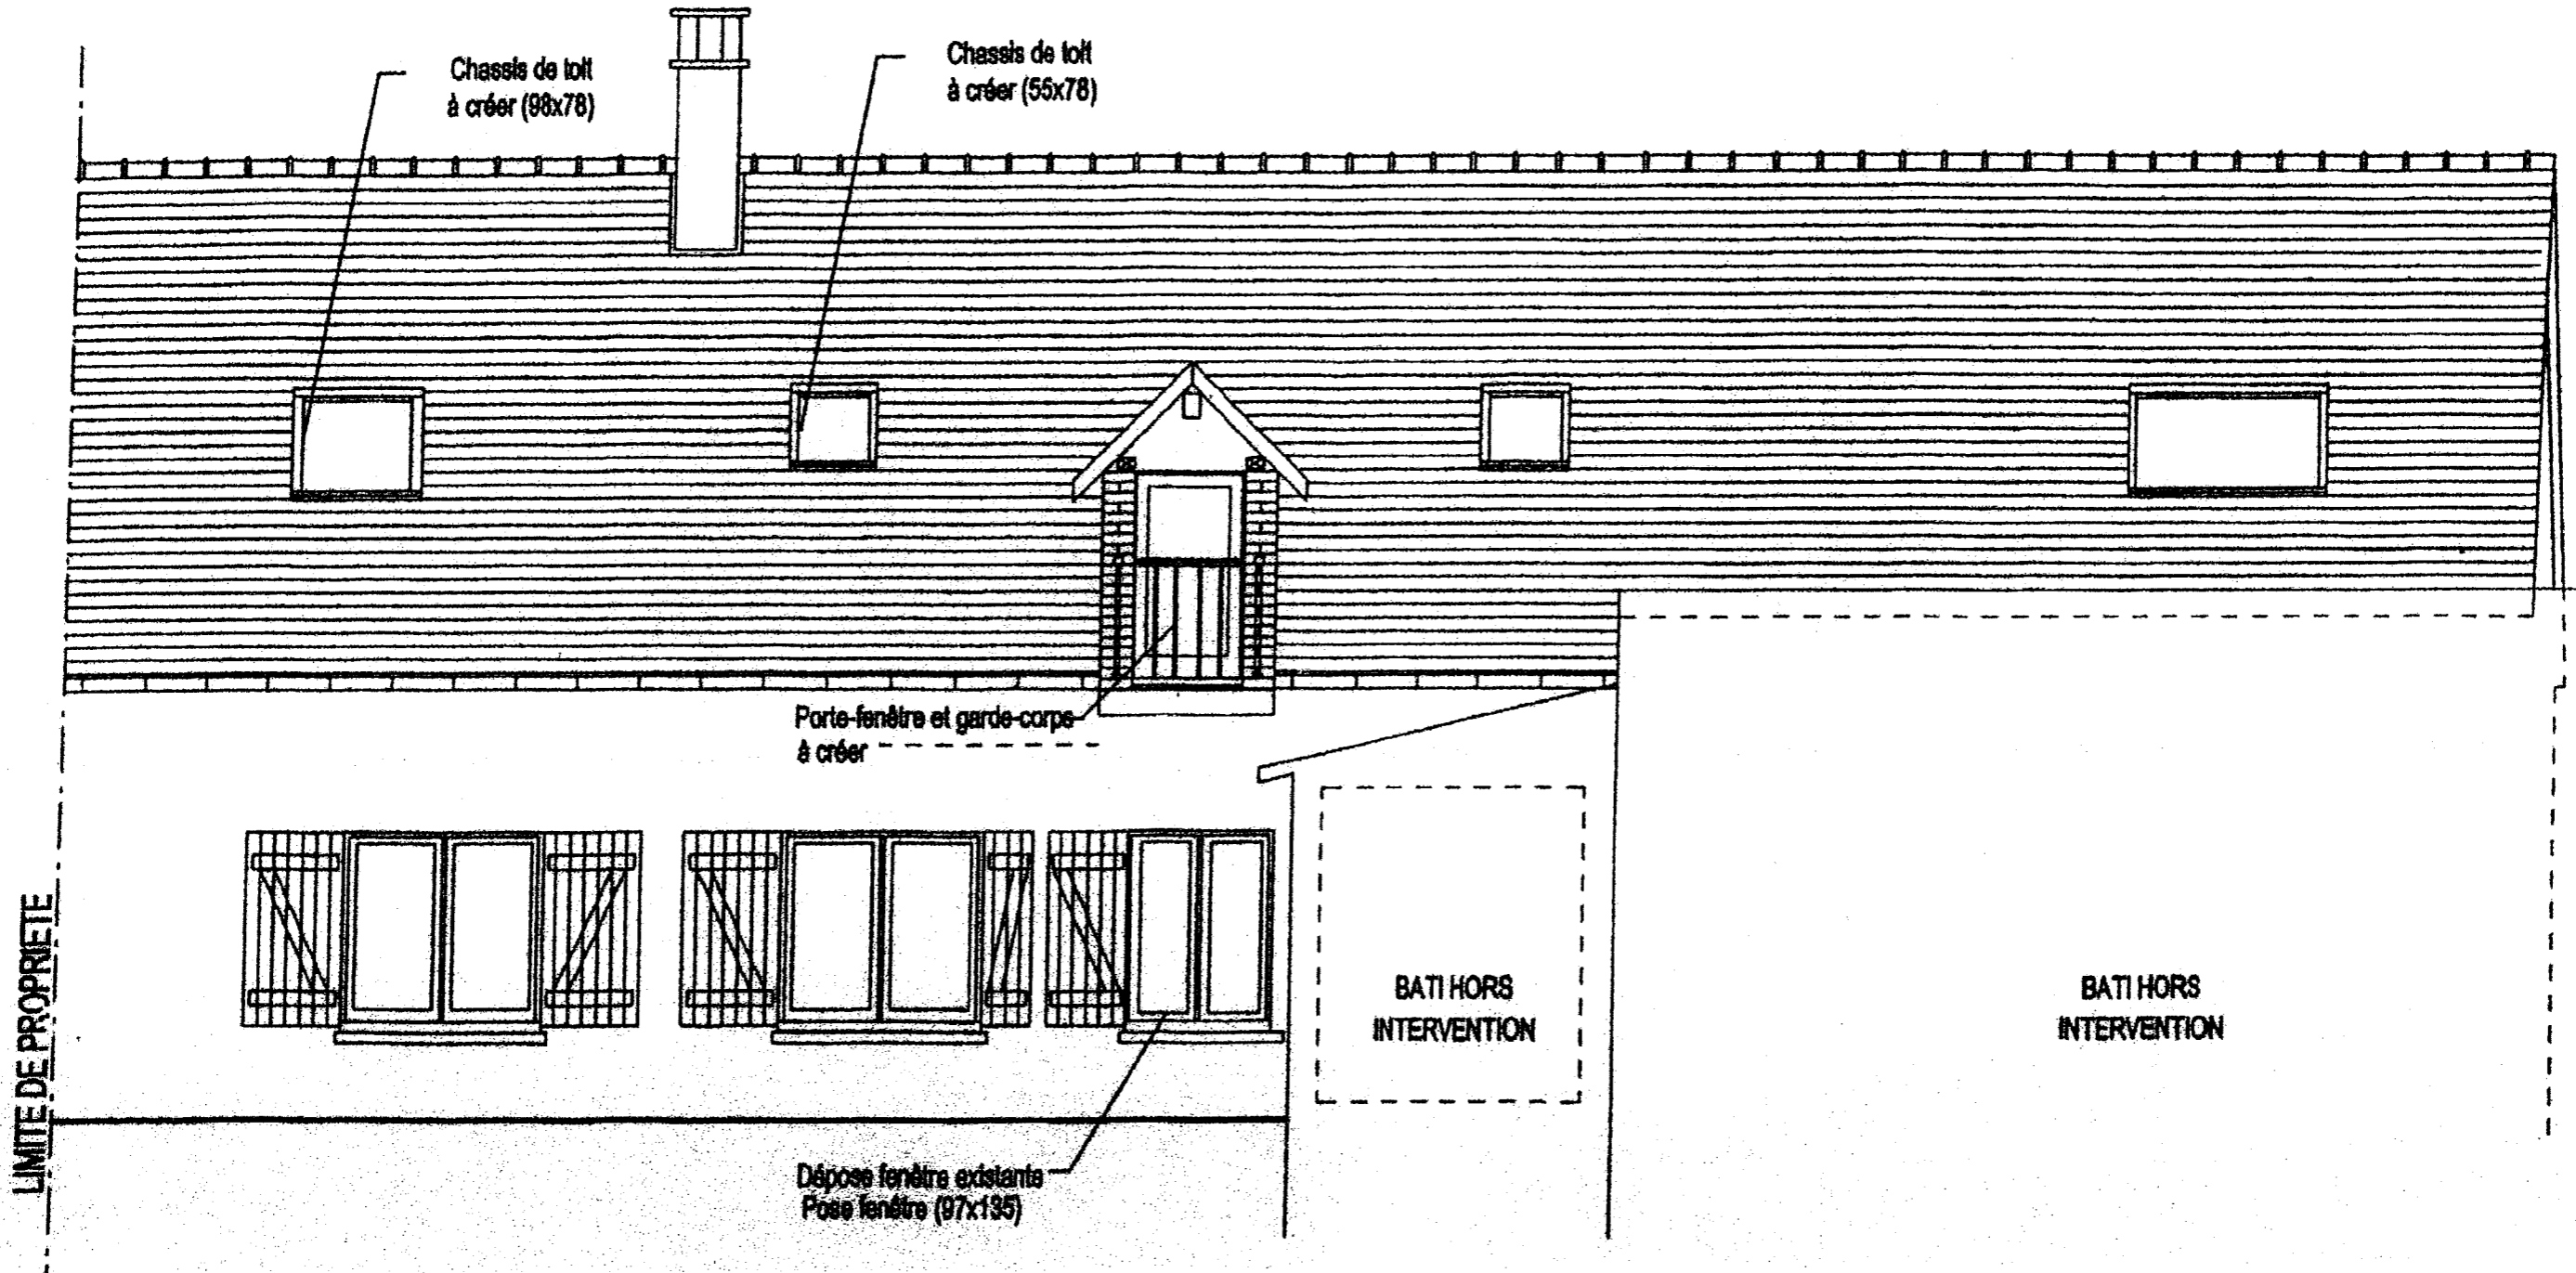 Chassis de toit
à créer (98x78)
Chassis de toit
à créer (55x78)
Porte-fenêtre et garde-corps
à créer
LIMITE DE PROPRIETE
BATI HORS
INTERVENTION
BATI HORS
INTERVENTION
Dépose fenêtre existante
Pose fenêtre (97x135)